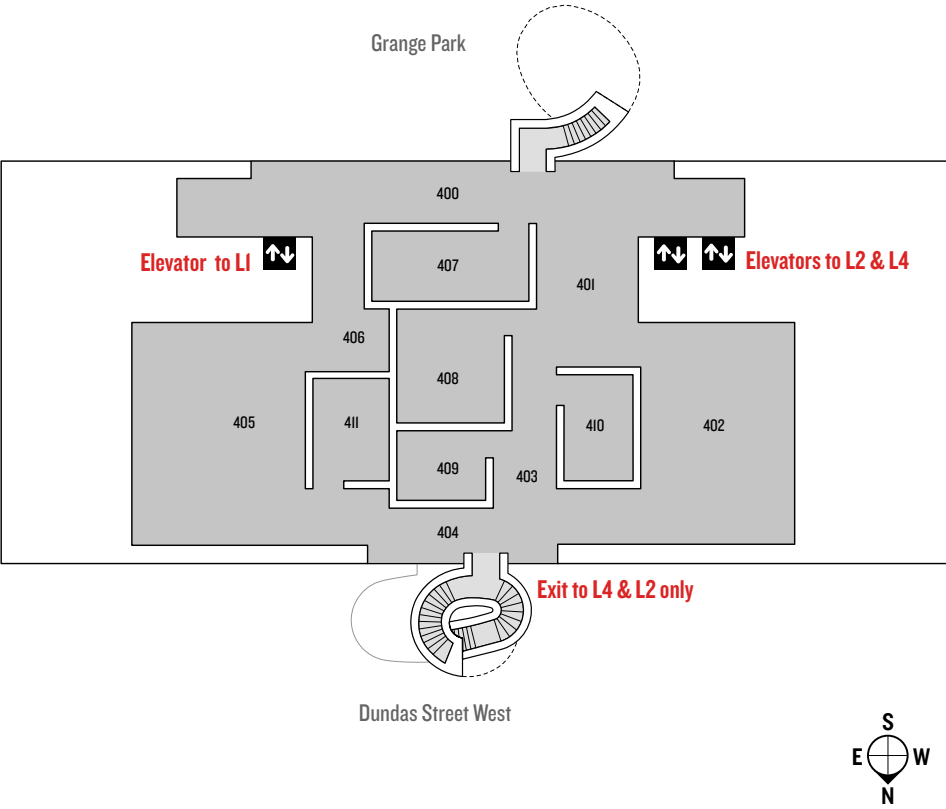 Grange Park
400
Elevator to L1
407
401
Elevators to L2 & L4
406
408
405
411
410
402
409
403
404
Exit to L4 & L2 only
Dundas Street West
S
E W
N